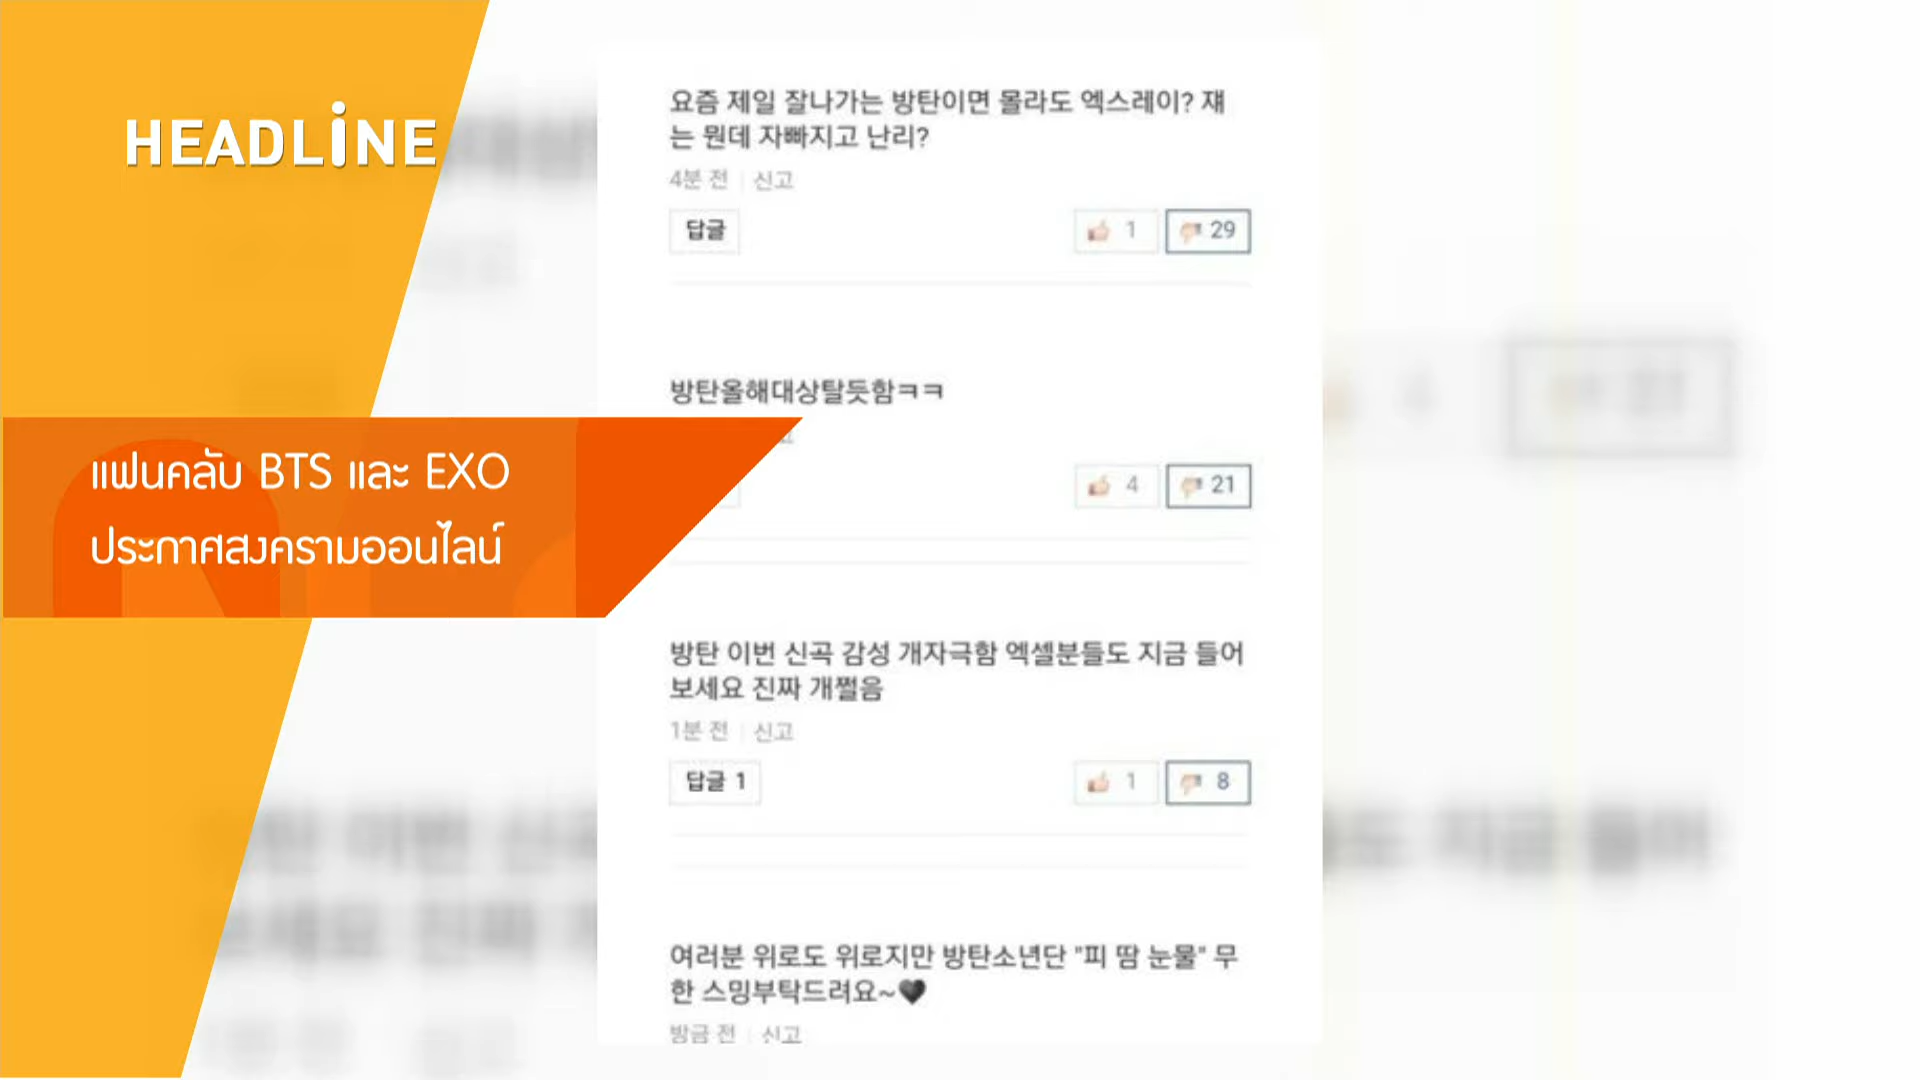 HEADLINE
แฟนคลับ BTS และ EXO
ประกาศสงครามออนไลน์
요즘 제일 잘나가는 방탄이면 몰라도 엑스레이? 쟤
는 뭔데 자빠지고 난리?
4분 전 신고
답글 1 29
방탄올해대상탈듯함ㅋㅋ
4 21
방탄 이번 신곡 감성 개자극함 엑셀분들도 지금 들어
보세요 진짜 개쩔음
1분 전 신고
답글 1 1 8
여러분 위로도 위로지만 방탄소년단 "피 땀 눈물" 무
한 스밍부탁드려요~🖤
방금 전 신고